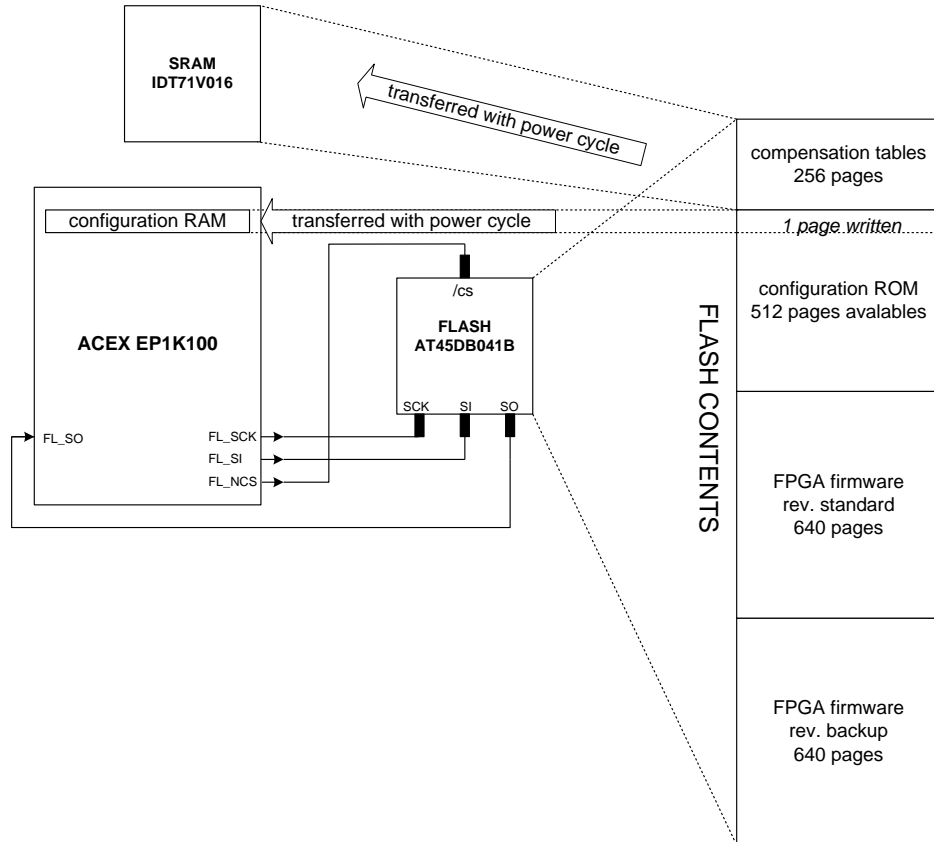 SRAM
IDT71V016
transferred with power cycle
compensation tables
256 pages
configuration RAM
transferred with power cycle
1 page written
/cs
configuration ROM
512 pages avalables
FLASH
AT45DB041B
ACEX EP1K100
FLASH CONTENTS
SCK
SI
SO
FL_SO
FL_SCK
FL_SI
FL_NCS
FPGA firmware
rev. standard
640 pages
FPGA firmware
rev. backup
640 pages